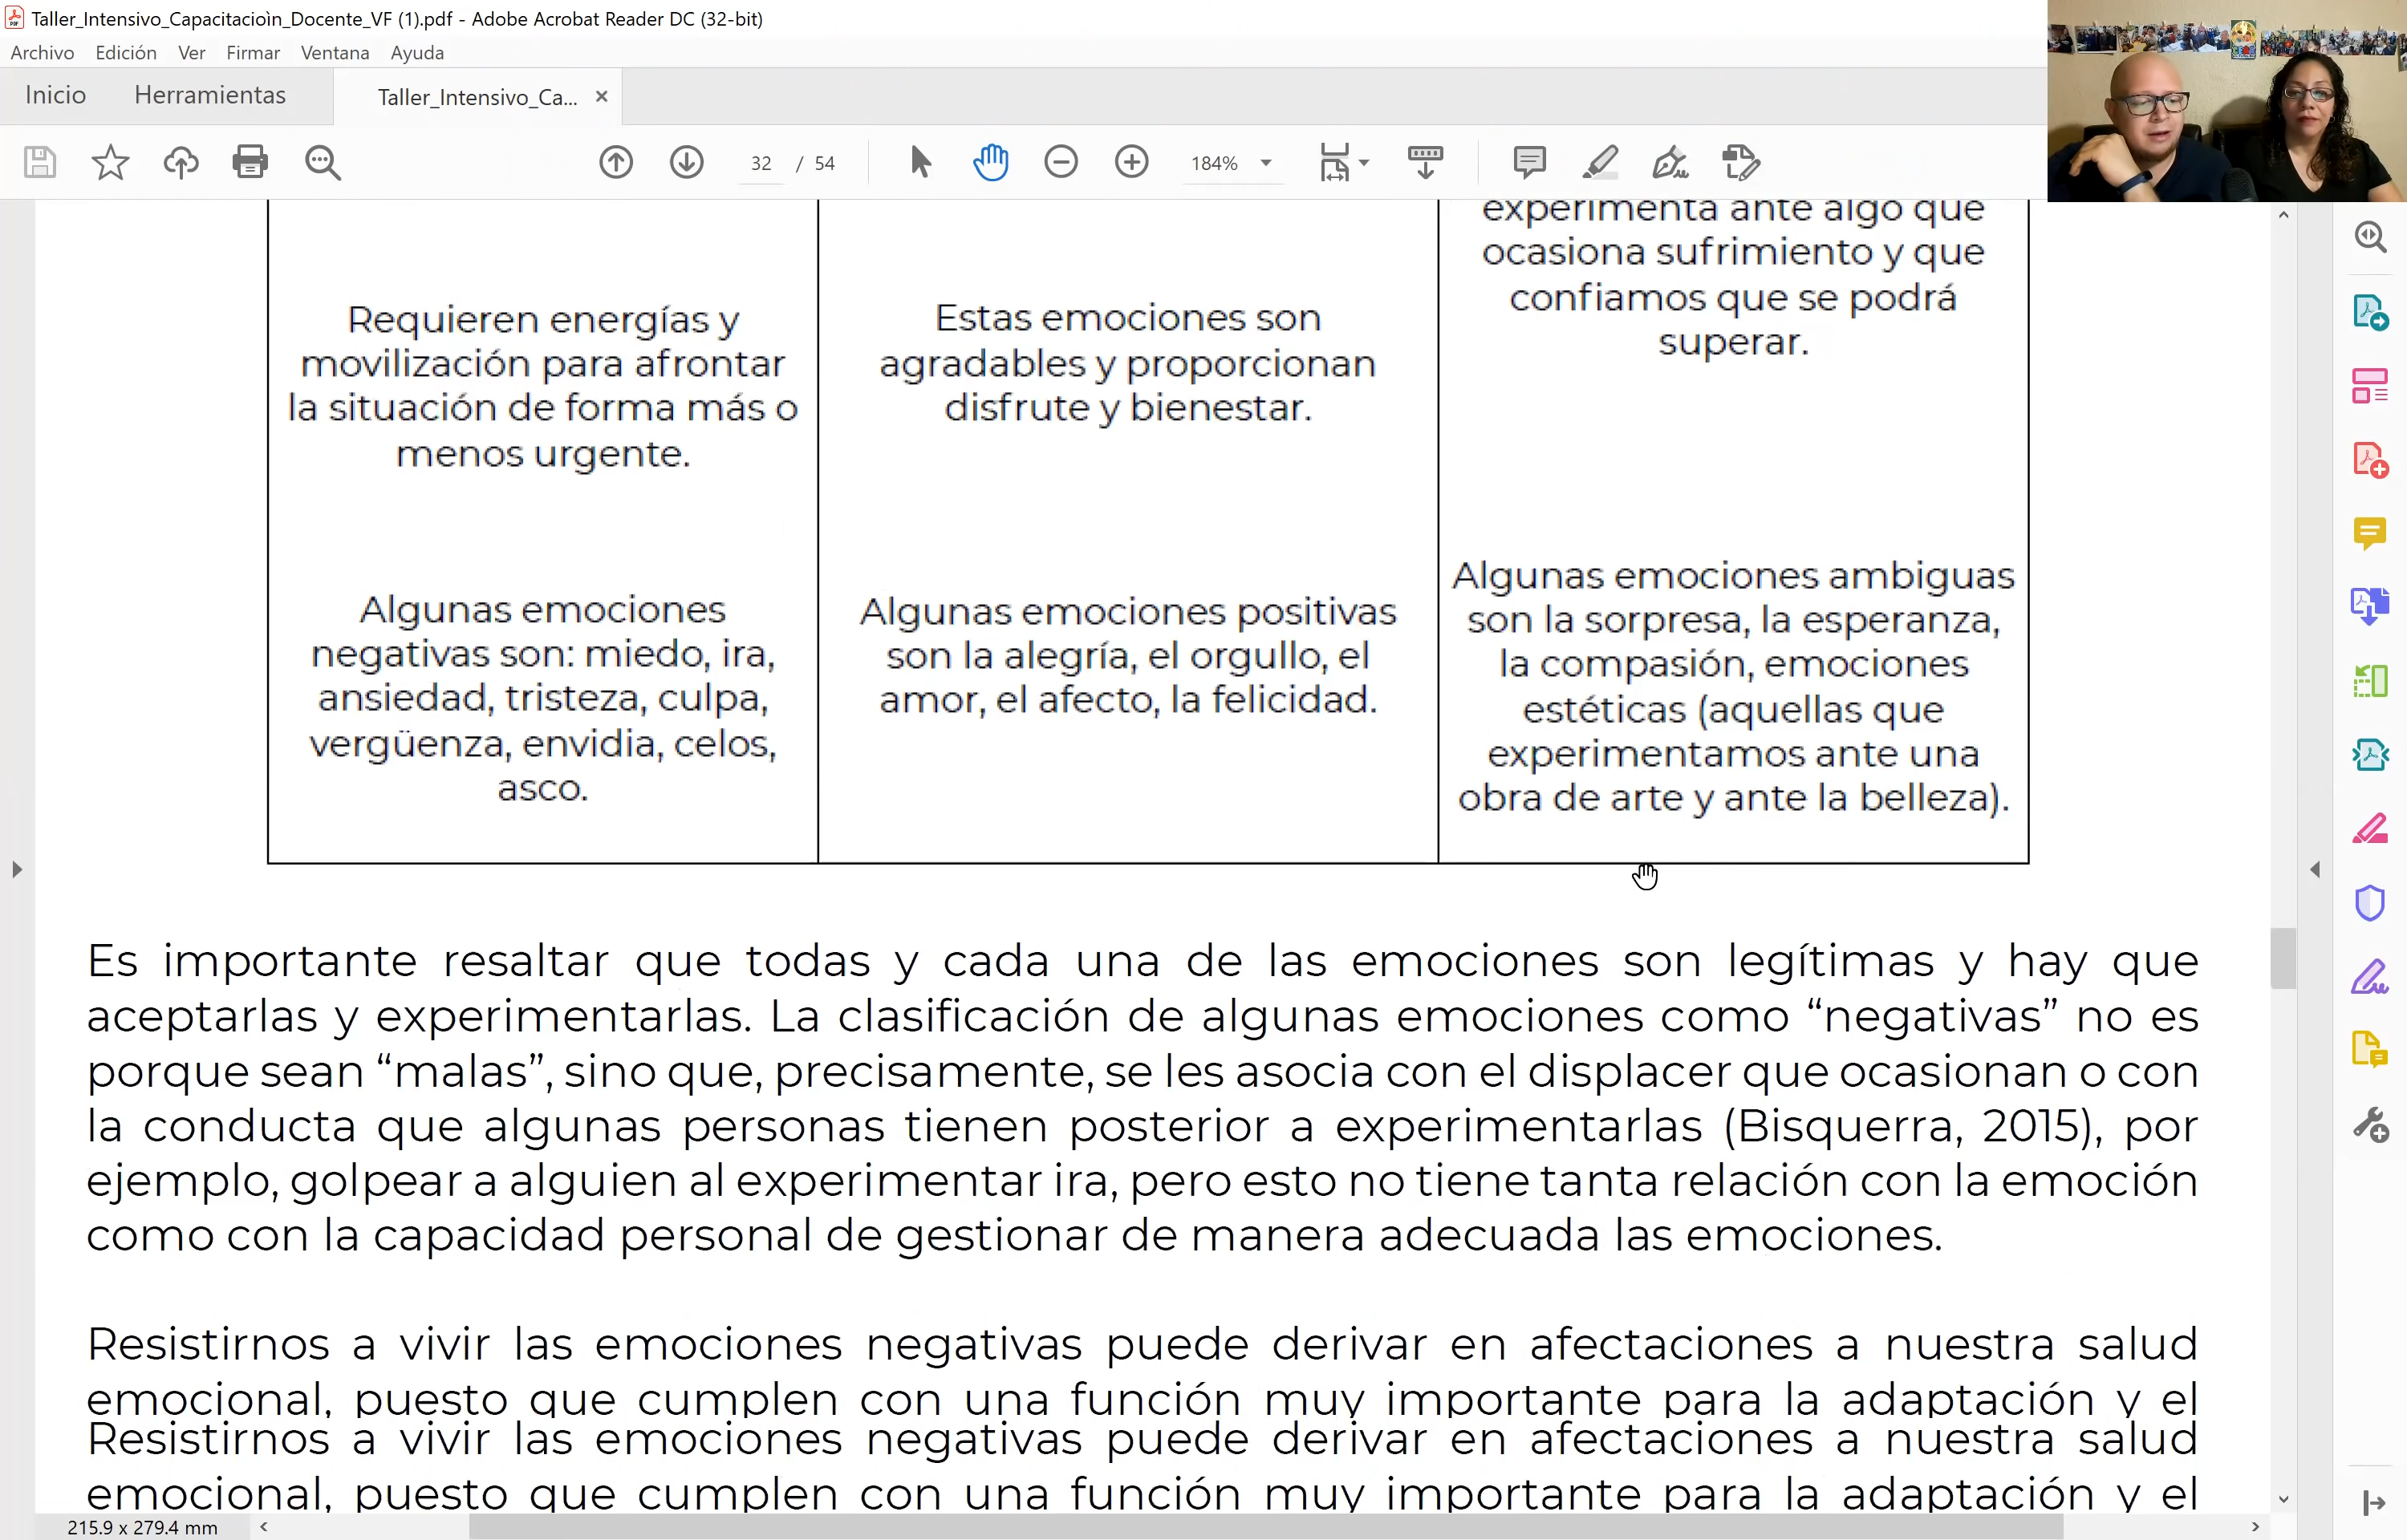 Taller_Intensivo_Capacitacioìn_Docente_VF (1).pdf - Adobe Acrobat Reader DC (32-bit)
Archivo Edición Ver Firmar Ventana Ayuda
Inicio Herramientas Taller_Intensivo_Ca... ×
32 / 54 184%
Requieren energías y
movilización para afrontar
la situación de forma más o
menos urgente.
Algunas emociones
negativas son: miedo, ira,
ansiedad, tristeza, culpa,
vergüenza, envidia, celos,
asco.
Estas emociones son
agradables y proporcionan
disfrute y bienestar.
Algunas emociones positivas
son la alegría, el orgullo, el
amor, el afecto, la felicidad.
experimenta ante algo que
ocasiona sufrimiento y que
confiamos que se podrá
superar.
Algunas emociones ambiguas
son la sorpresa, la esperanza,
la compasión, emociones
estéticas (aquellas que
experimentamos ante una
obra de arte y ante la belleza).
Es importante resaltar que todas y cada una de las emociones son legítimas y hay que
aceptarlas y experimentarlas. La clasificación de algunas emociones como “negativas” no es
porque sean “malas”, sino que, precisamente, se les asocia con el displacer que ocasionan o con
la conducta que algunas personas tienen posterior a experimentarlas (Bisquerra, 2015), por
ejemplo, golpear a alguien al experimentar ira, pero esto no tiene tanta relación con la emoción
como con la capacidad personal de gestionar de manera adecuada las emociones.
Resistirnos a vivir las emociones negativas puede derivar en afectaciones a nuestra salud
emocional, puesto que cumplen con una función muy importante para la adaptación y el
Resistirnos a vivir las emociones negativas puede derivar en afectaciones a nuestra salud
emocional, puesto que cumplen con una función muy importante para la adaptación y el
215.9 x 279.4 mm